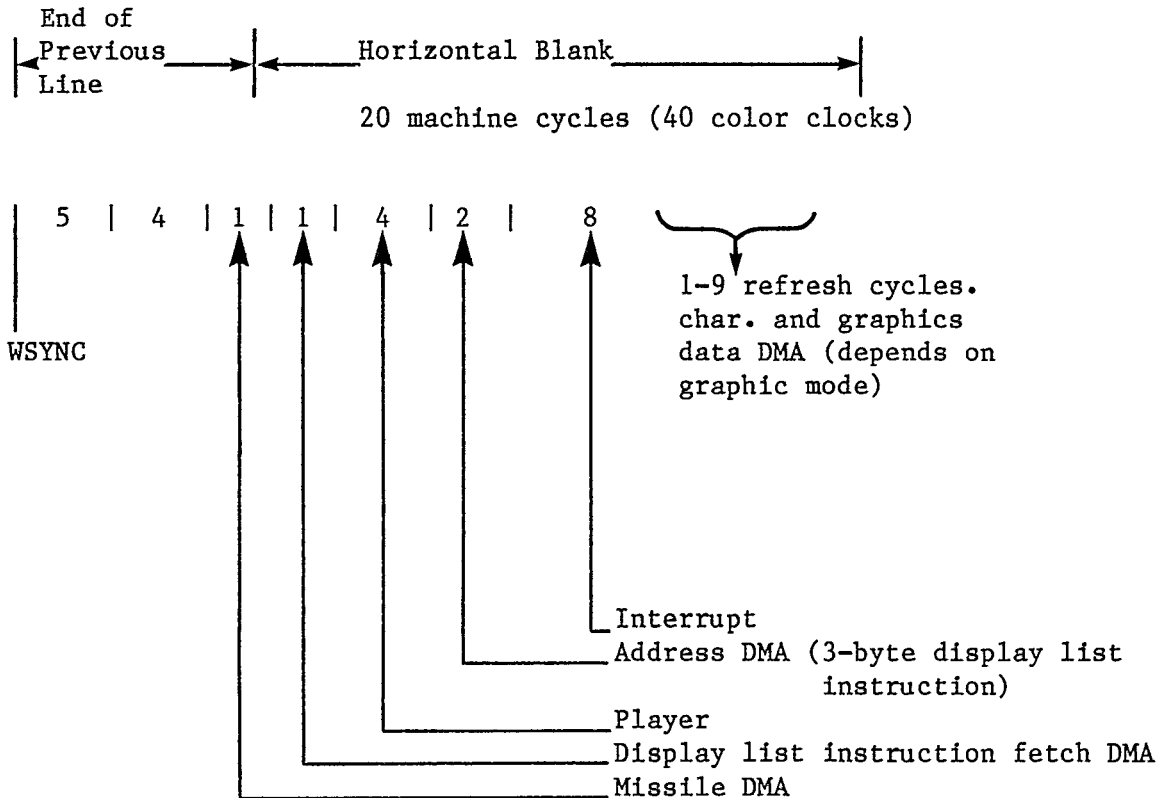 End of
Previous
Line
Horizontal Blank
20 machine cycles (40 color clocks)
5 | 4 | 1 | 1 | 4 | 2 | 8
WSYNC
1-9 refresh cycles.
char. and graphics
data DMA (depends on
graphic mode)
Interrupt
Address DMA (3-byte display list
instruction)
Player
Display list instruction fetch DMA
Missile DMA